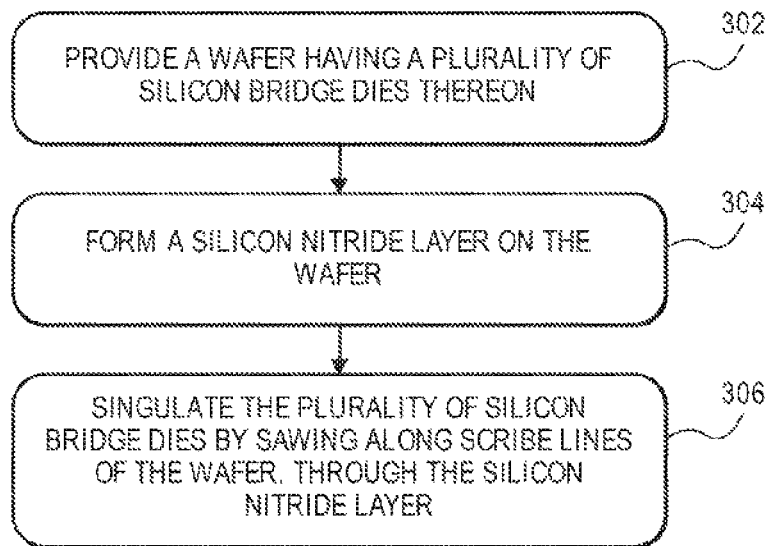 302
PROVIDE A WAFER HAVING A PLURALITY OF
SILICON BRIDGE DIES THEREON
304
FORM A SILICON NITRIDE LAYER ON THE
WAFER
306
SINGULATE THE PLURALITY OF SILICON
BRIDGE DIES BY SAWING ALONG SCRIBE LINES
OF THE WAFER, THROUGH THE SILICON
NITRIDE LAYER